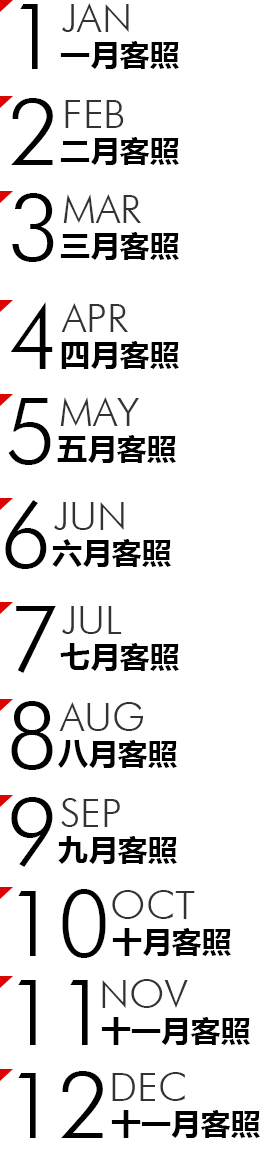 1 JAN
一月客照
2 FEB
二月客照
3 MAR
三月客照
4 APR
四月客照
5 MAY
五月客照
6 JUN
六月客照
7 JUL
七月客照
8 AUG
八月客照
9 SEP
九月客照
10 OCT
十月客照
11 NOV
十一月客照
12 DEC
十一月客照